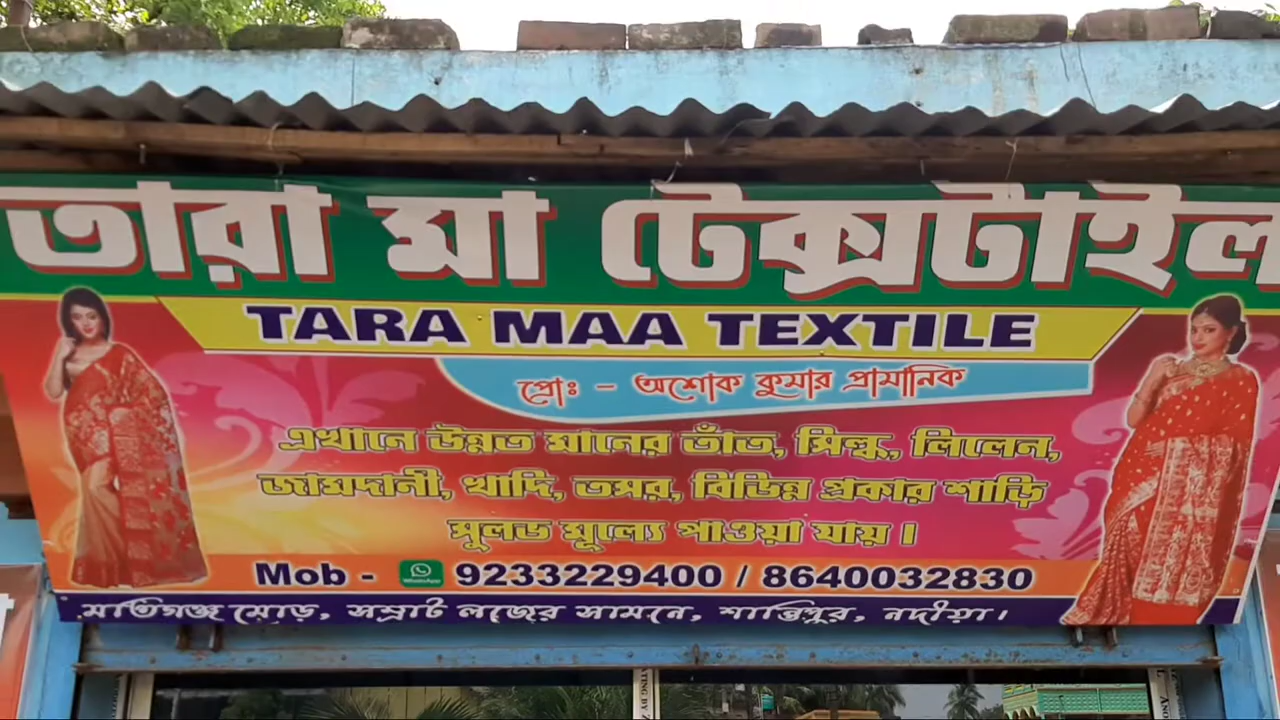 তারা মা টেক্সটাইল
TARA MAA TEXTILE
প্রোঃ - অশোক কুমার প্রামানিক
এখানে উন্নত মানের তাঁত, সিল্ক, লিলেন,
জামদানী, খাদি, তসর, বিভিন্ন প্রকার শাড়ি
সুলভ মূল্যে পাওয়া যায়।
Mob - WhatsApp 9233229400 / 8640032830
মতিগঞ্জ মোড়, সম্রাট লজের সামনে, শান্তিপুর, নদীয়া।